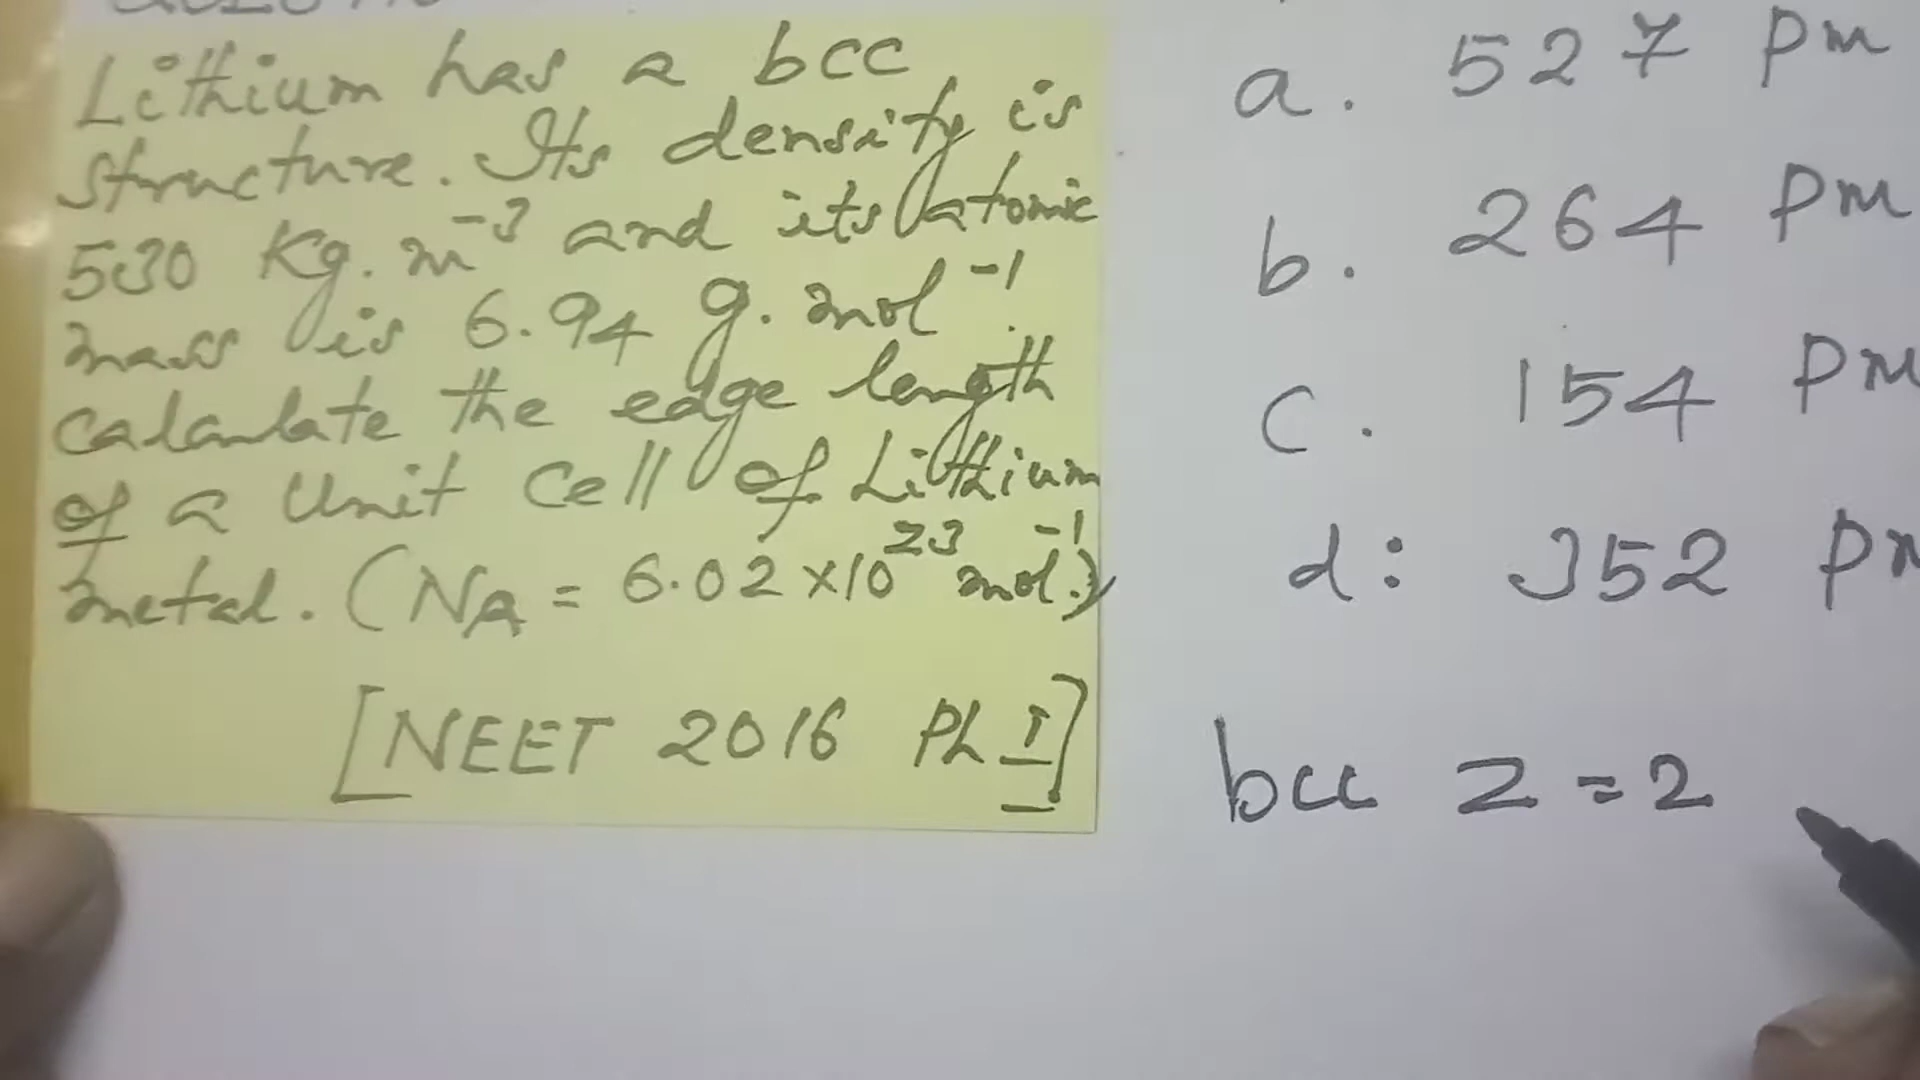 Lithium has a bcc
structure. Its density is
530 Kg. m⁻³ and its atomic
mass is 6.94 g. mol⁻¹.
calculate the edge length
of a Unit Cell of Lithium
metal. (NA = 6.02 x 10²³ mol⁻¹.)
[NEET 2016 Ph I]
a. 527 pm
b. 264 pm
c. 154 pm
d: 352 pm
bcc Z = 2